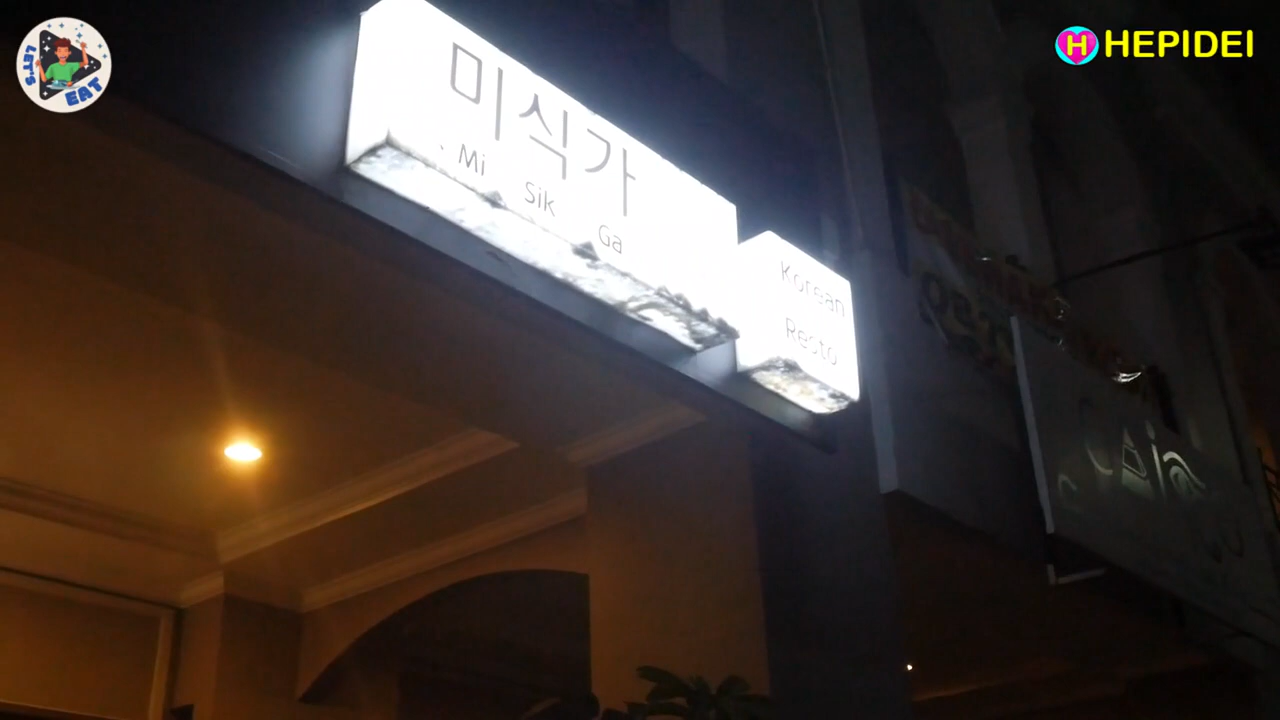 LET'S
EAT
HEPIDEI
미식가
Mi Sik Ga
Korean
Resto